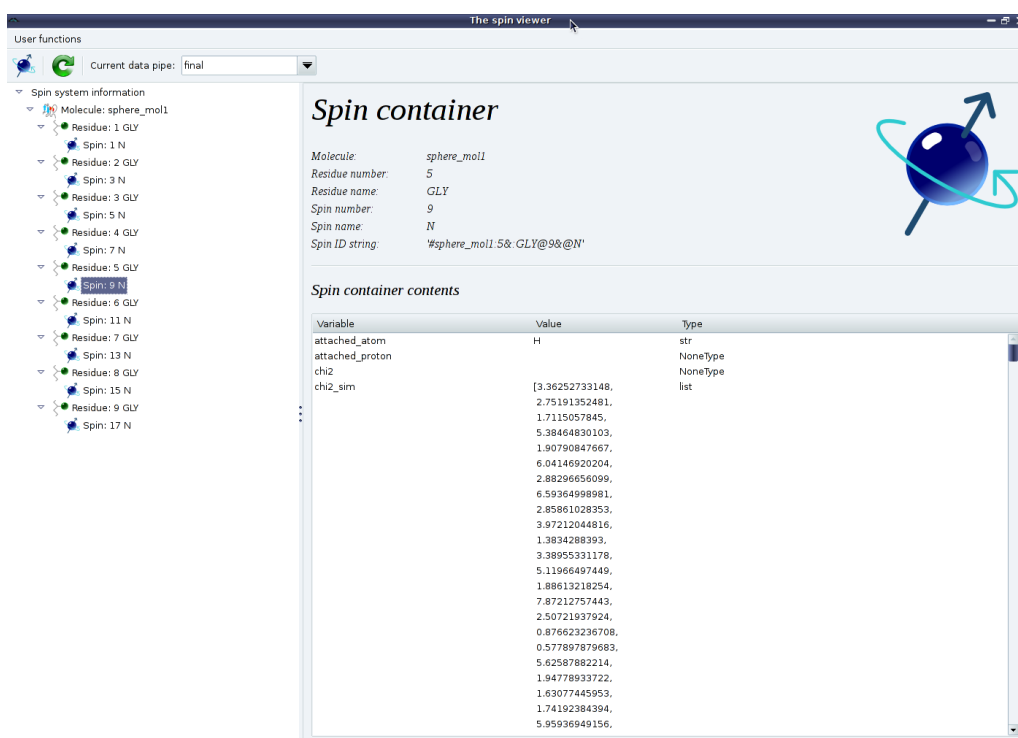 The spin viewer
User functions
Current data pipe: final
Spin system information
Molecule: sphere_mol1
Residue: 1 GLY
Spin: 1 N
Residue: 2 GLY
Spin: 3 N
Residue: 3 GLY
Spin: 5 N
Residue: 4 GLY
Spin: 7 N
Residue: 5 GLY
Spin: 9 N
Residue: 6 GLY
Spin: 11 N
Residue: 7 GLY
Spin: 13 N
Residue: 8 GLY
Spin: 15 N
Residue: 9 GLY
Spin: 17 N
Spin container
Molecule: sphere_mol1
Residue number: 5
Residue name: GLY
Spin number: 9
Spin name: N
Spin ID string: '#sphere_mol1:5&:GLY@9&@N'
Spin container contents
Variable Value Type
attached_atom H str
attached_proton NoneType
chi2 NoneType
chi2_sim [3.36252733148, list
2.75191352481,
1.7115057845,
5.38464830103,
1.90790847667,
6.04146920204,
2.88296656099,
6.59364998981,
2.85861028353,
3.97212044816,
1.3834288393,
3.38955331178,
5.11966497449,
1.88613218254,
7.87212757443,
2.50721937924,
0.876623236708,
0.577897879683,
5.62587882214,
1.94778933722,
1.63077445953,
1.74192384394,
5.95936949156,